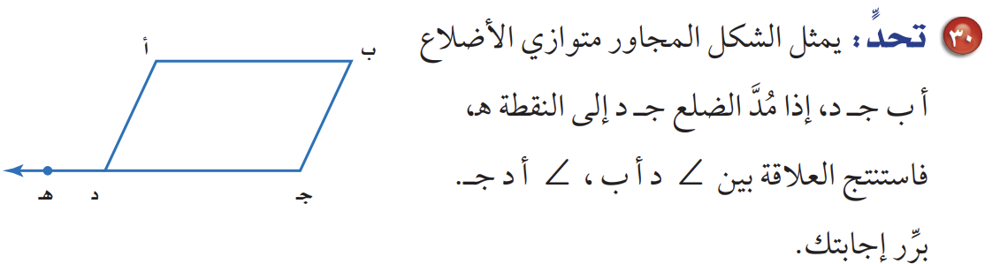 ٣٠ تحدٍّ: يمثل الشكل المجاور متوازي الأضلاع
أ ب جـ د، إذا مُدَّ الضلع جـ د إلى النقطة هـ،
فاستنتج العلاقة بين ∠ د أ ب ، ∠ أ د جـ.
برِّر إجابتك.
أ
ب
هـ
د
جـ